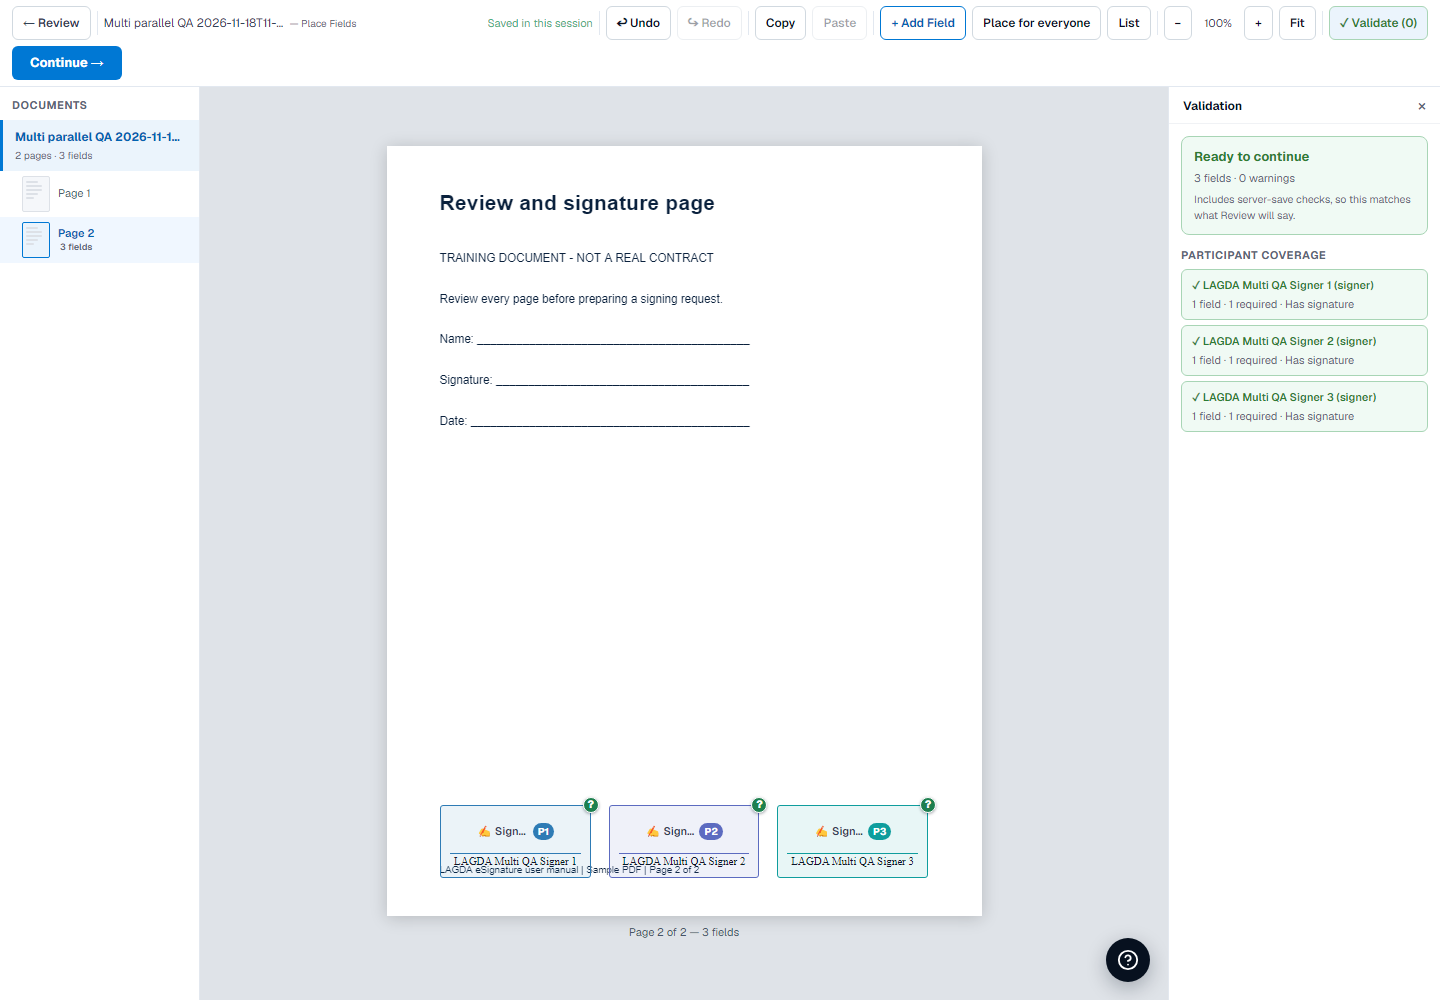 ← Review
Multi parallel QA 2026-11-18T11-... — Place Fields
Saved in this session
↩ Undo
↪ Redo
Copy
Paste
+ Add Field
Place for everyone
List
−
100%
+
Fit
✓ Validate (0)
Continue →
DOCUMENTS
Multi parallel QA 2026-11-1...
2 pages · 3 fields
Page 1
Page 2
3 fields
Review and signature page
TRAINING DOCUMENT - NOT A REAL CONTRACT
Review every page before preparing a signing request.
Name: ____________________________________________
Signature: ____________________________________________
Date: ____________________________________________
? ? ?
✍ Sign... P1
✍ Sign... P2
✍ Sign... P3
LAGDA Multi QA Signer 1
LAGDA Multi QA Signer 2
LAGDA Multi QA Signer 3
LAGDA eSignature user manual | Sample PDF | Page 2 of 2
Page 2 of 2 — 3 fields
Validation ×
Ready to continue
3 fields · 0 warnings
Includes server-save checks, so this matches
what Review will say.
PARTICIPANT COVERAGE
✓ LAGDA Multi QA Signer 1 (signer)
1 field · 1 required · Has signature
✓ LAGDA Multi QA Signer 2 (signer)
1 field · 1 required · Has signature
✓ LAGDA Multi QA Signer 3 (signer)
1 field · 1 required · Has signature
?